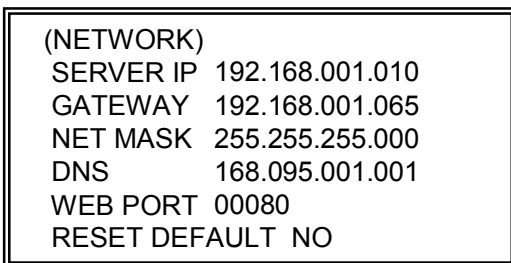 (NETWORK)
SERVER IP 192.168.001.010
GATEWAY 192.168.001.065
NET MASK 255.255.255.000
DNS 168.095.001.001
WEB PORT 00080
RESET DEFAULT NO